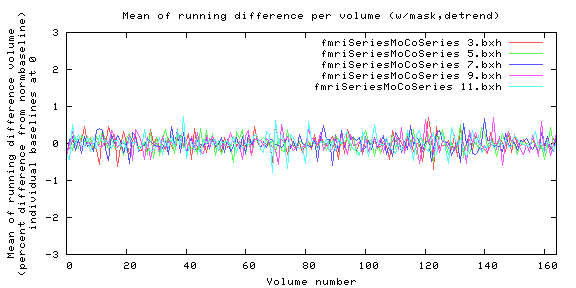 Mean of running difference per volume (w/mask,detrend)
Mean of running difference volume
(percent difference from normbaseline)
individual baselines at 0
3
2
1
0
-1
-2
-3
fmriSeriesMoCoSeries 3.bxh
fmriSeriesMoCoSeries 5.bxh
fmriSeriesMoCoSeries 7.bxh
fmriSeriesMoCoSeries 9.bxh
fmriSeriesMoCoSeries 11.bxh
0 20 40 60 80 100 120 140 160
Volume number